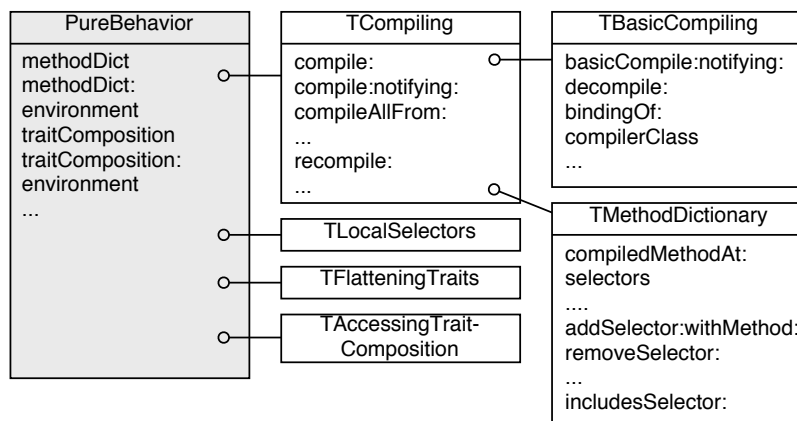 PureBehavior
methodDict
methodDict:
environment
traitComposition
traitComposition:
environment
...
TCompiling
compile:
compile:notifying:
compileAllFrom:
...
recompile:
...
TLocalSelectors
TFlatteningTraits
TAccessingTrait-
Composition
TBasicCompiling
basicCompile:notifying:
decompile:
bindingOf:
compilerClass
...
TMethodDictionary
compiledMethodAt:
selectors
....
addSelector:withMethod:
removeSelector:
...
includesSelector: